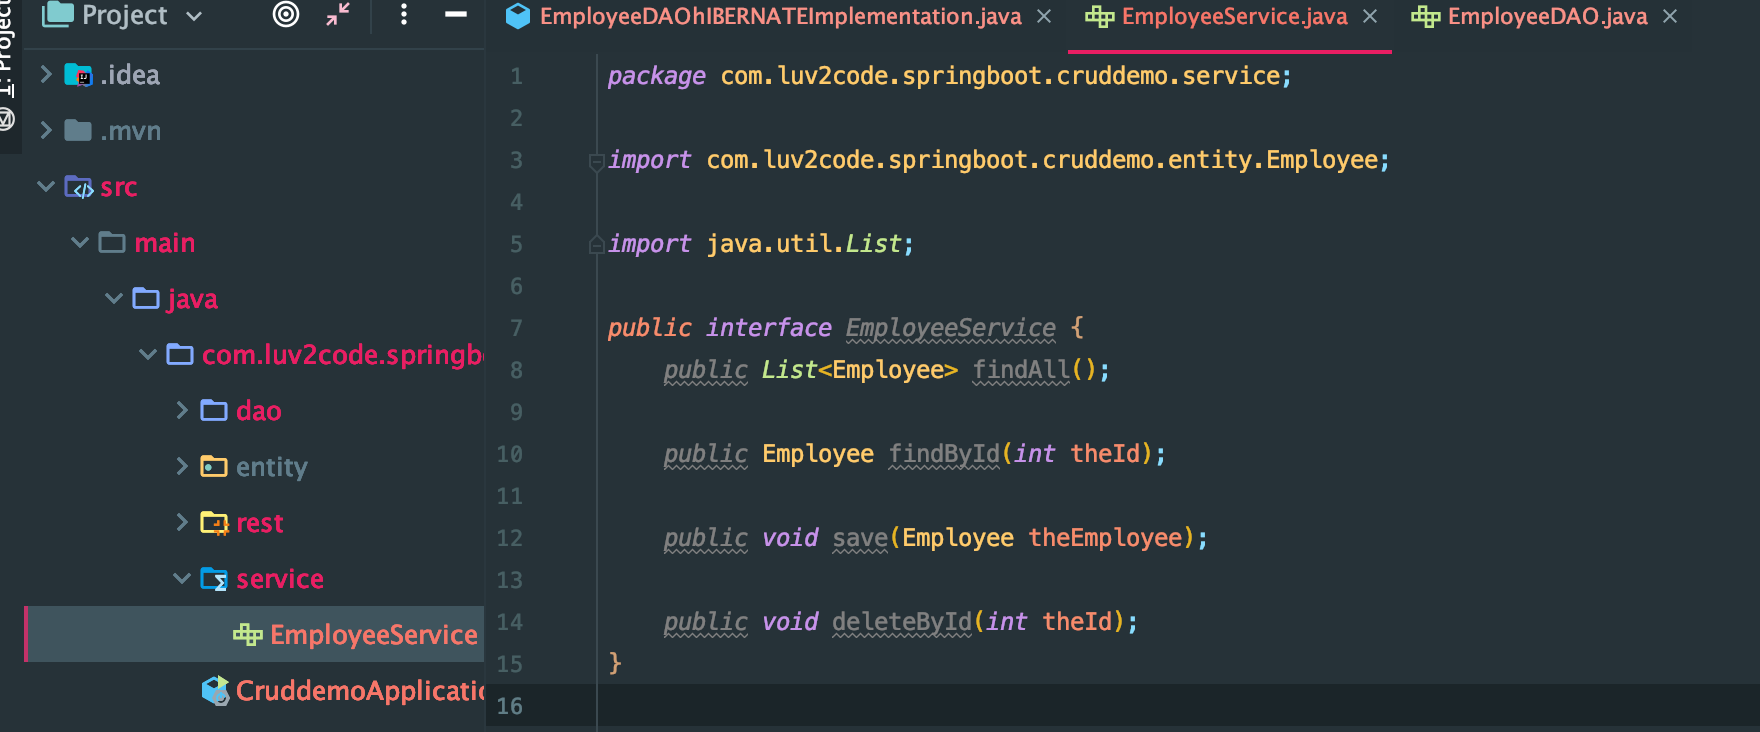 1: Project
Project
EmployeeDAOhIBERNATEImplementation.java
EmployeeService.java
EmployeeDAO.java
.idea
.mvn
src
main
java
com.luv2code.springb
dao
entity
rest
service
EmployeeService
CruddemoApplicati
1 package com.luv2code.springboot.cruddemo.service;
2
3 import com.luv2code.springboot.cruddemo.entity.Employee;
4
5 import java.util.List;
6
7 public interface EmployeeService {
8 public List<Employee> findAll();
9
10 public Employee findById(int theId);
11
12 public void save(Employee theEmployee);
13
14 public void deleteById(int theId);
15 }
16